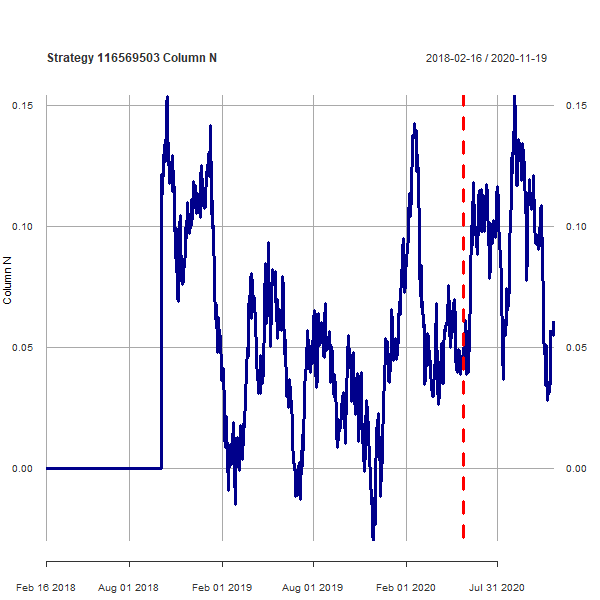 Strategy 116569503 Column N
2018-02-16 / 2020-11-19
0.15
0.15
0.10
0.10
Column N
0.05
0.05
0.00
0.00
Feb 16 2018
Aug 01 2018
Feb 01 2019
Aug 01 2019
Feb 01 2020
Jul 31 2020